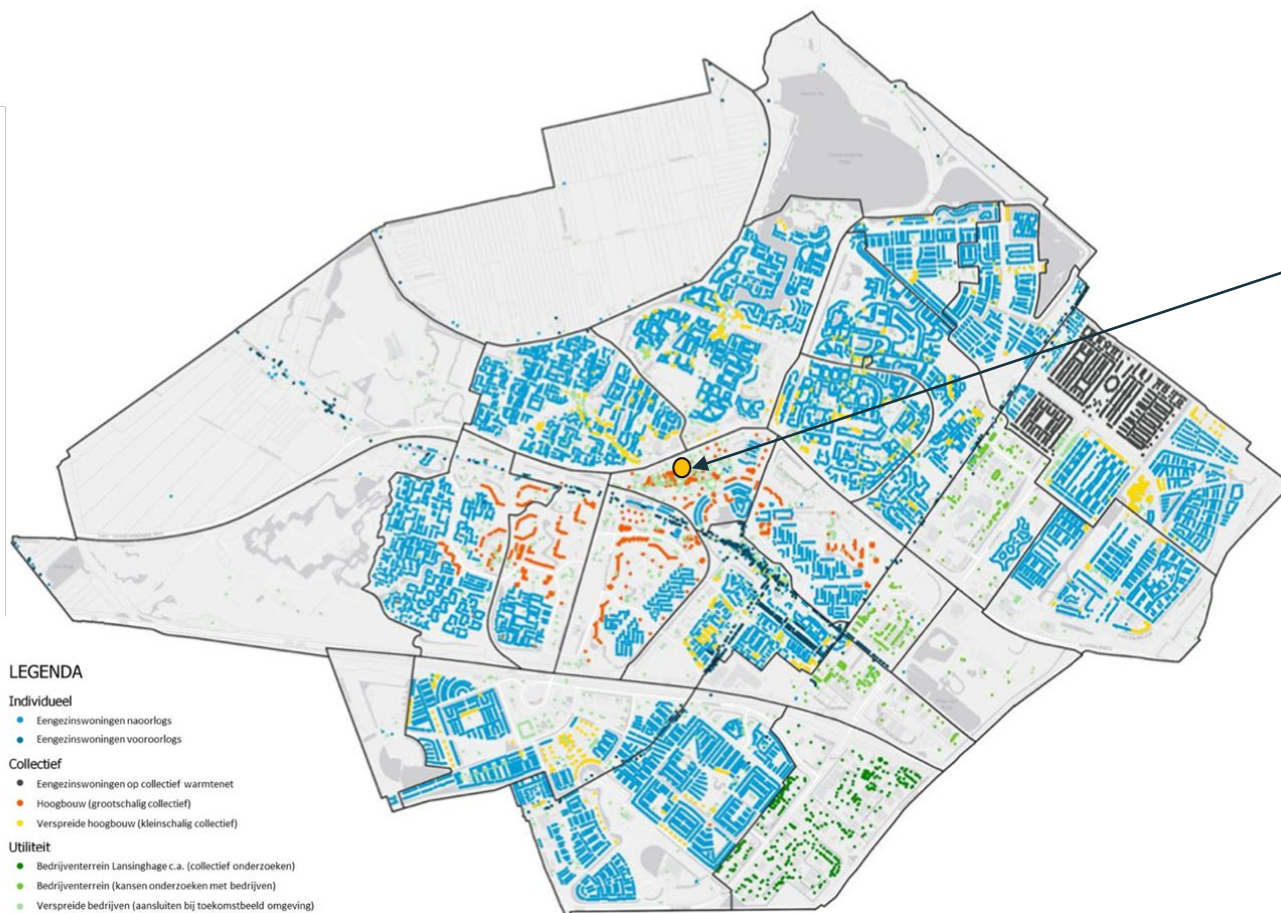 LEGENDA
Individueel
Eengezinswoningen naoorlogs
Eengezinswoningen vooroorlogs
Collectief
Eengezinswoningen op collectief warmtenet
Hoogbouw (grootschalig collectief)
Verspreide hoogbouw (kleinschalig collectief)
Utiliteit
Bedrijventerrein Lansinghage c.a. (collectief onderzoeken)
Bedrijventerrein (kansen onderzoeken met bedrijven)
Verspreide bedrijven (aansluiten bij toekomstbeeld omgeving)